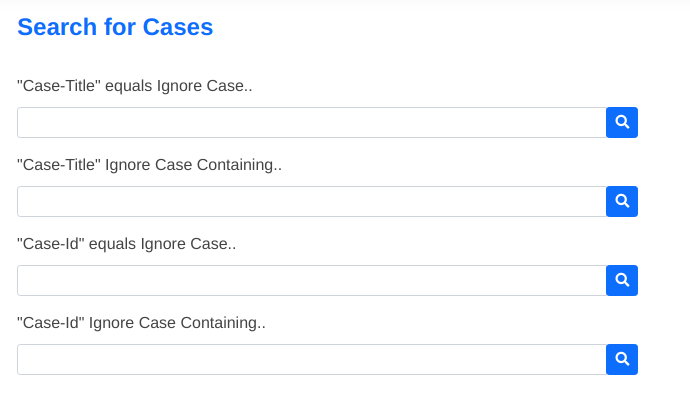 Search for Cases
"Case-Title" equals Ignore Case..
"Case-Title" Ignore Case Containing..
"Case-Id" equals Ignore Case..
"Case-Id" Ignore Case Containing..